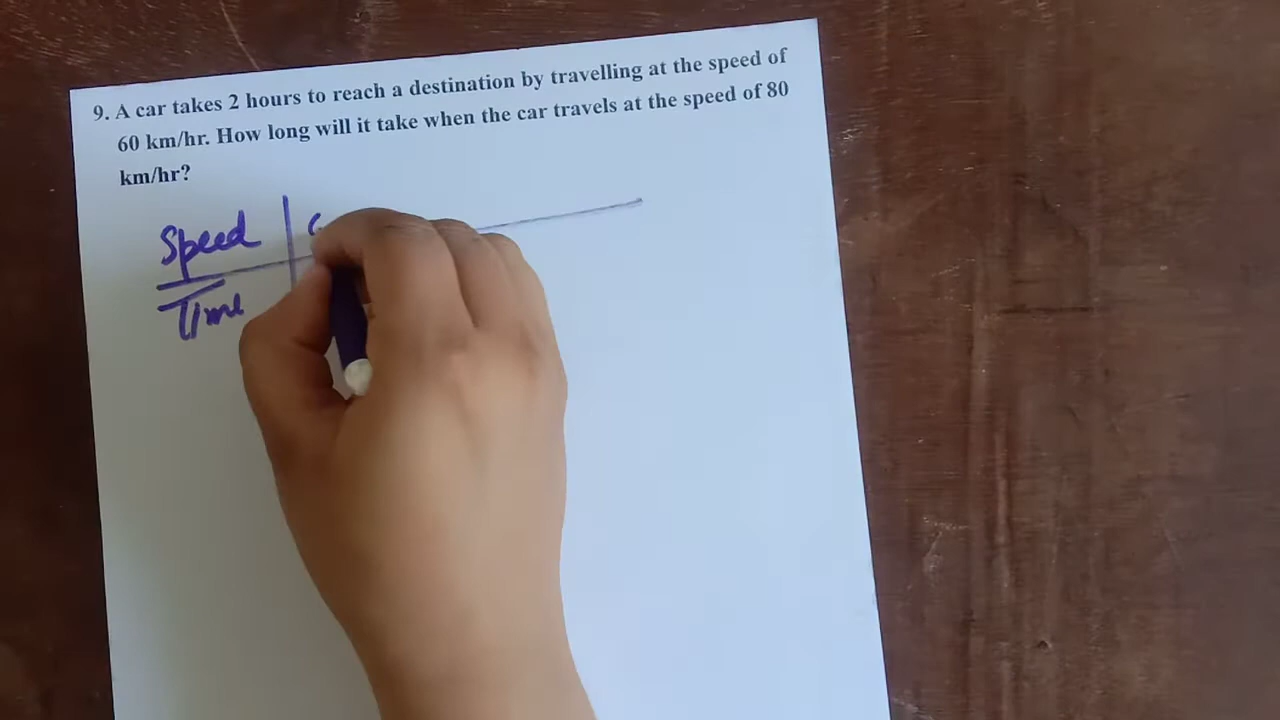 9. A car takes 2 hours to reach a destination by travelling at the speed of
60 km/hr. How long will it take when the car travels at the speed of 80
km/hr?
Speed
Time